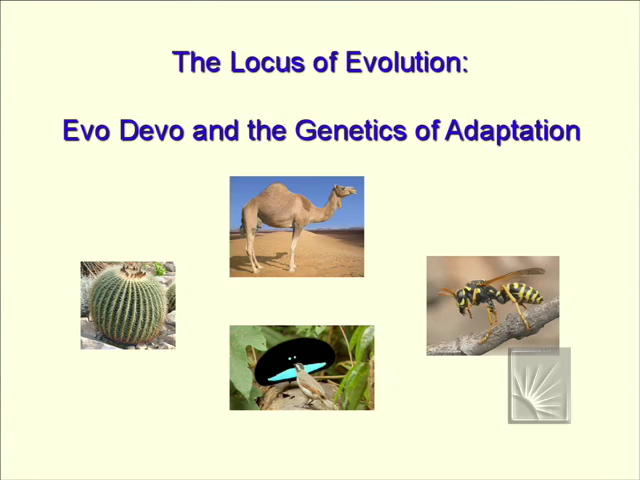 The Locus of Evolution:
Evo Devo and the Genetics of Adaptation